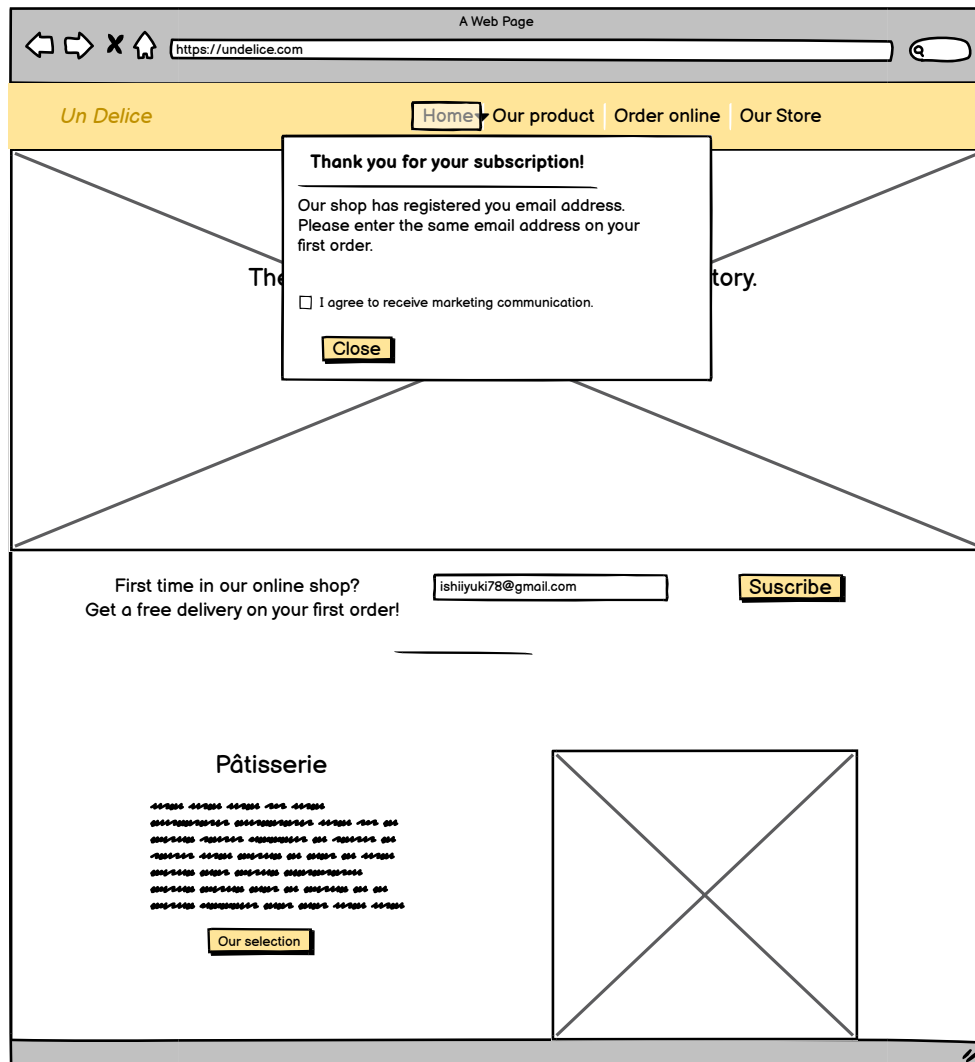 A Web Page
https://undelice.com
Un Delice
Home
Our product
Order online
Our Store
Thank you for your subscription!
Our shop has registered you email address.
Please enter the same email address on your
first order.
I agree to receive marketing communication.
Close
First time in our online shop?
Get a free delivery on your first order!
ishiiyuki78@gmail.com
Suscribe
Pâtisserie
Our selection